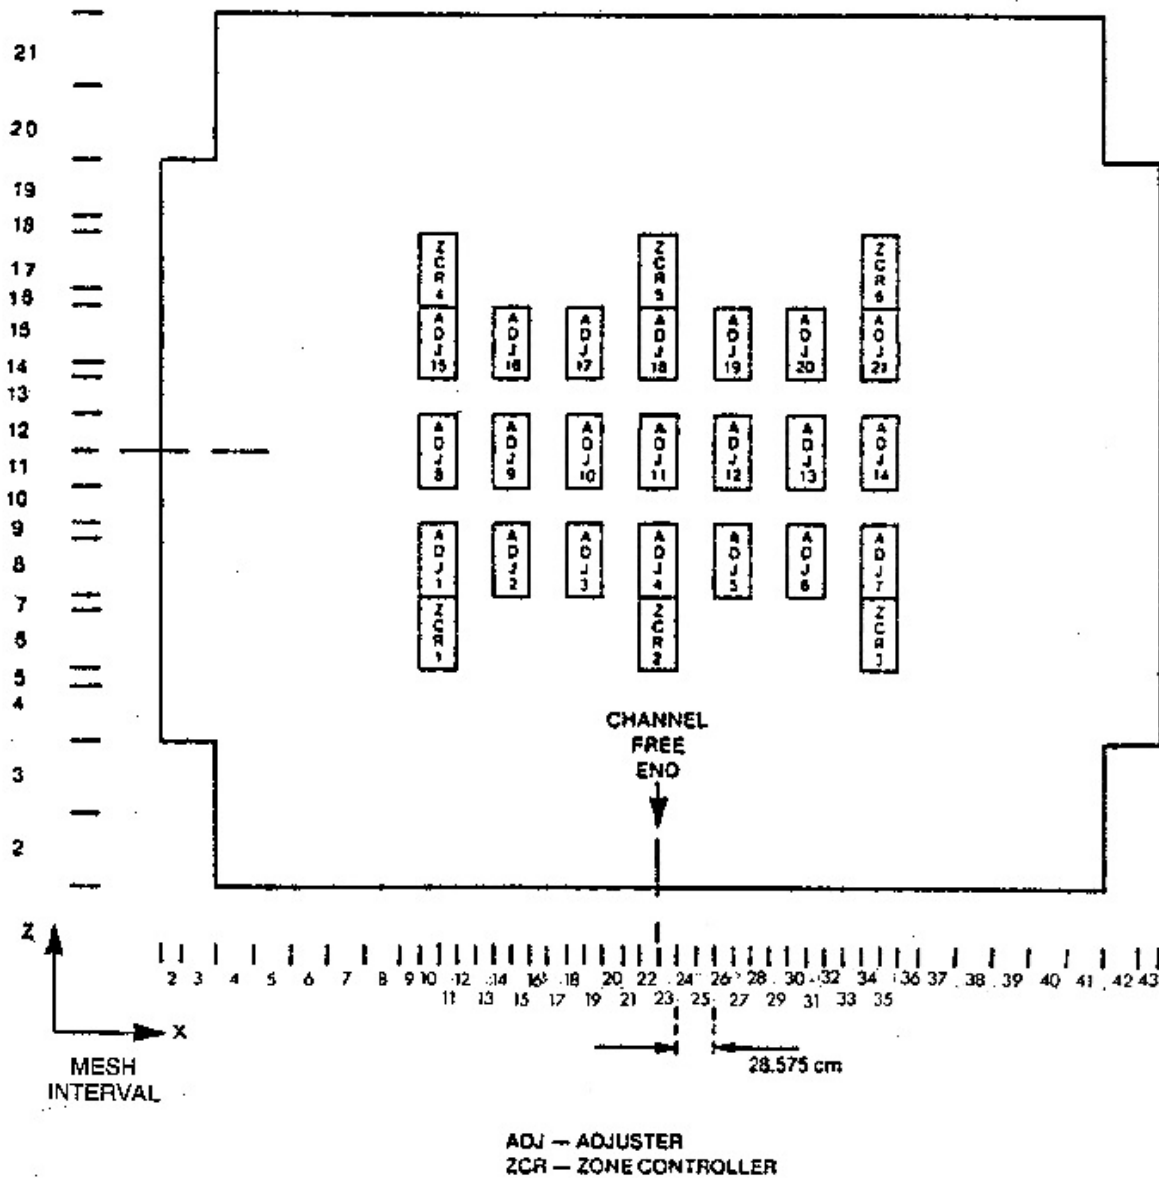 21
20
19
18
17
16
15
14
13
12
11
10
9
8
7
6
5
4
3
2
ZCR 4
ZCR 5
ZCR 6
ADJ 15
ADJ 16
ADJ 17
ADJ 18
ADJ 19
ADJ 20
ADJ 21
ADJ 8
ADJ 9
ADJ 10
ADJ 11
ADJ 12
ADJ 13
ADJ 14
ADJ 1
ADJ 2
ADJ 3
ADJ 4
ADJ 5
ADJ 6
ADJ 7
ZCR 1
ZCR 2
ZCR 3
CHANNEL
FREE
END
Z
X
2 3 4 5 6 7 8 9 10 12 14 16 18 20 22 24 26 28 30 32 34 36 37 38 39 40 41 42 43
11 13 15 17 19 21 23 25 27 29 31 33 35
28.575 cm
MESH
INTERVAL
ADJ — ADJUSTER
ZCR — ZONE CONTROLLER